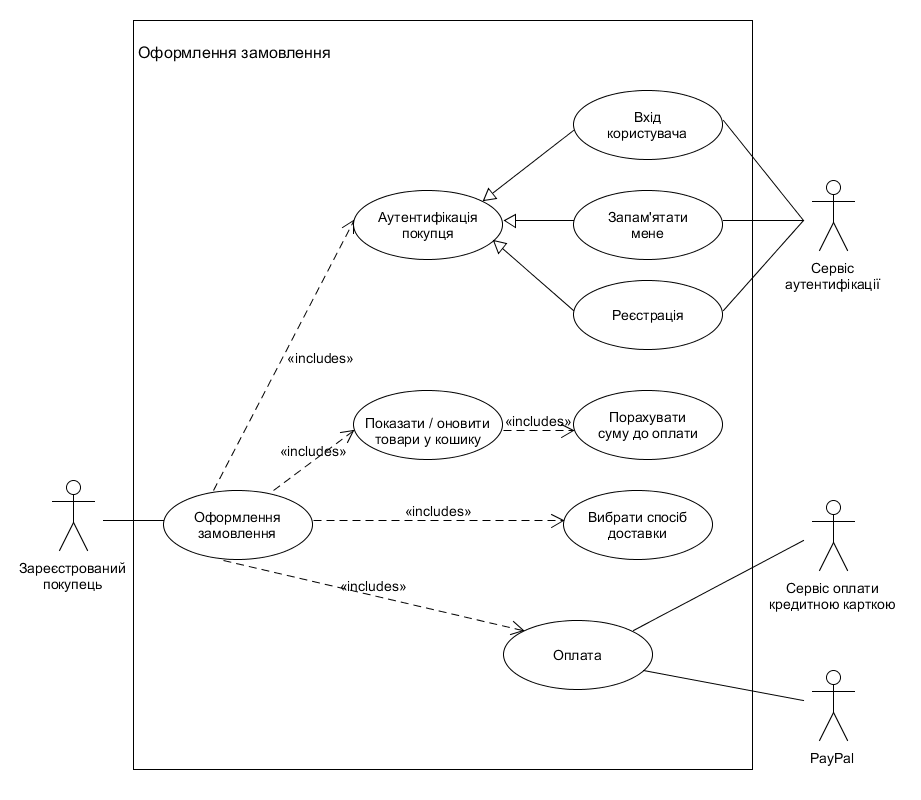 Оформлення замовлення
Вхід
користувача
Аутентифікація
покупця
Запам'ятати
мене
Сервіс
аутентифікації
Реєстрація
«includes»
Показати / оновити
товари у кошику
«includes»
Порахувати
суму до оплати
«includes»
Зареєстрований
покупець
Оформлення
замовлення
«includes»
Вибрати спосіб
доставки
Сервіс оплати
кредитною карткою
«includes»
Оплата
PayPal